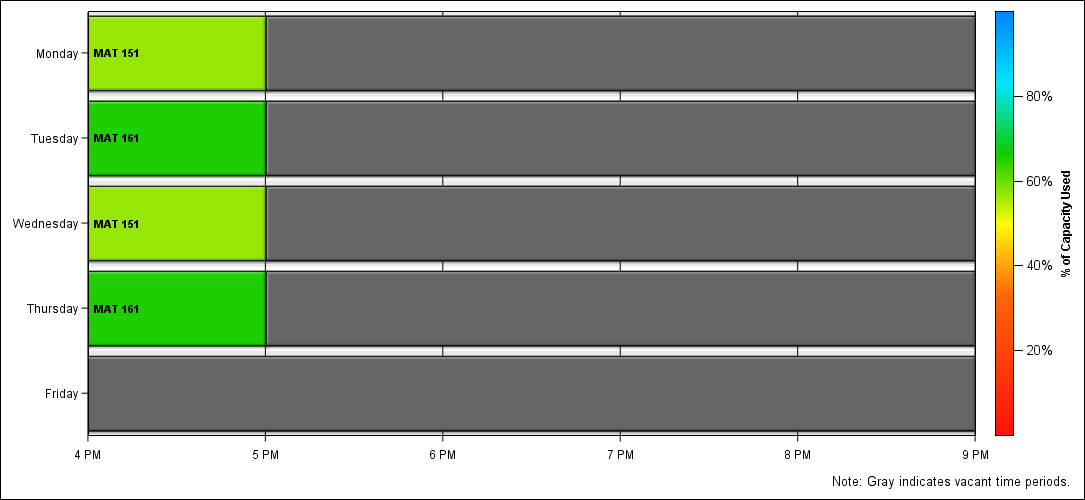 Monday
MAT 151
Tuesday
MAT 161
Wednesday
MAT 151
Thursday
MAT 161
Friday
4 PM 5 PM 6 PM 7 PM 8 PM 9 PM
80%
60%
40%
20%
% of Capacity Used
Note: Gray indicates vacant time periods.